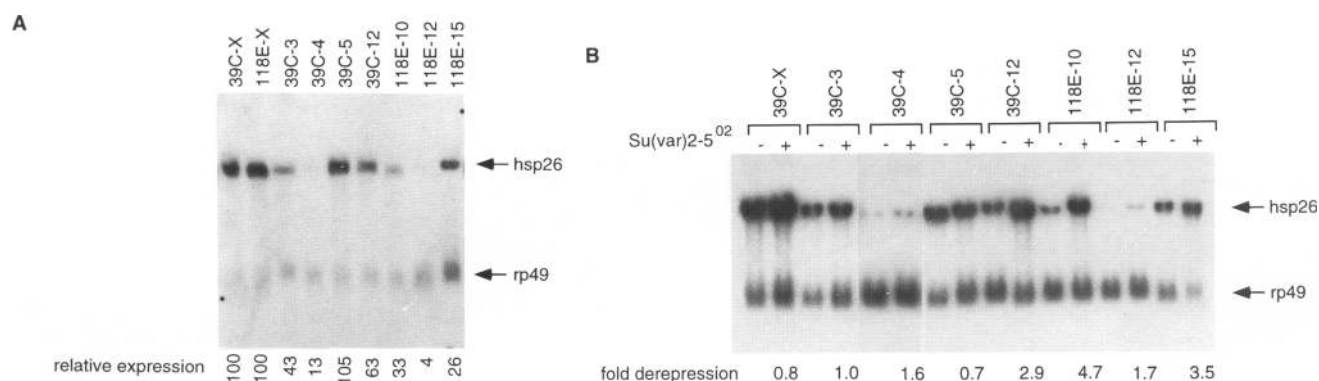 A
39C-X 118E-X 39C-3 39C-4 39C-5 39C-12 118E-10 118E-12 118E-15
hsp26
rp49
relative expression 100 100 43 13 105 63 33 4 26
B
39C-X 39C-3 39C-4 39C-5 39C-12 118E-10 118E-12 118E-15
Su(var)2-5⁰² - + - + - + - + - + - + - + - +
hsp26
rp49
fold derepression 0.8 1.0 1.6 0.7 2.9 4.7 1.7 3.5